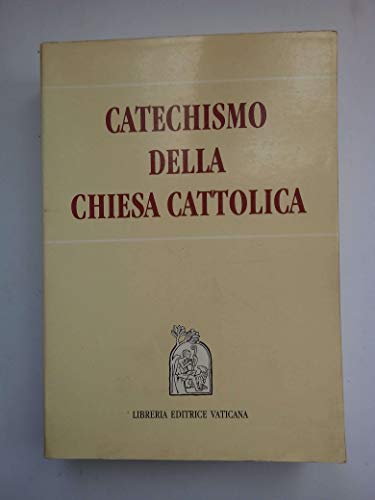 CATECHISMO
DELLA
CHIESA CATTOLICA
LIBRERIA EDITRICE VATICANA